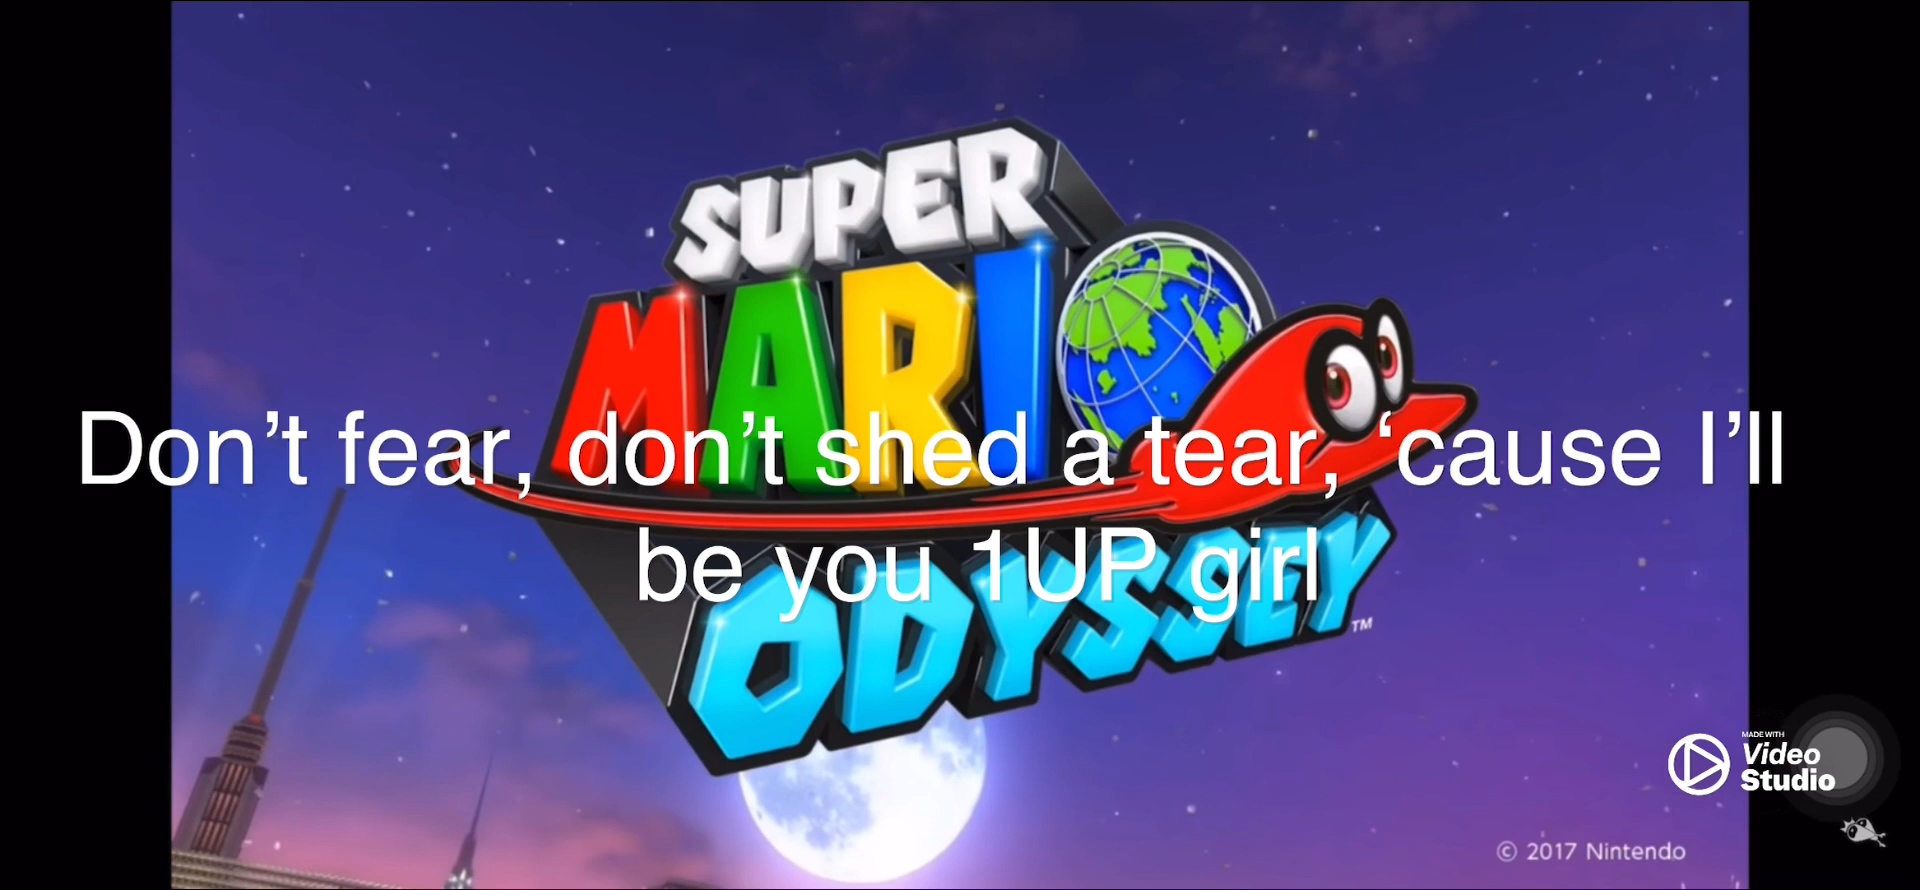 SUPER
MARIO
Don’t fear, don’t shed a tear, ‘cause I’ll
be you 1UP girl
ODYSSEY
TM
MADE WITH
Video
Studio
© 2017 Nintendo